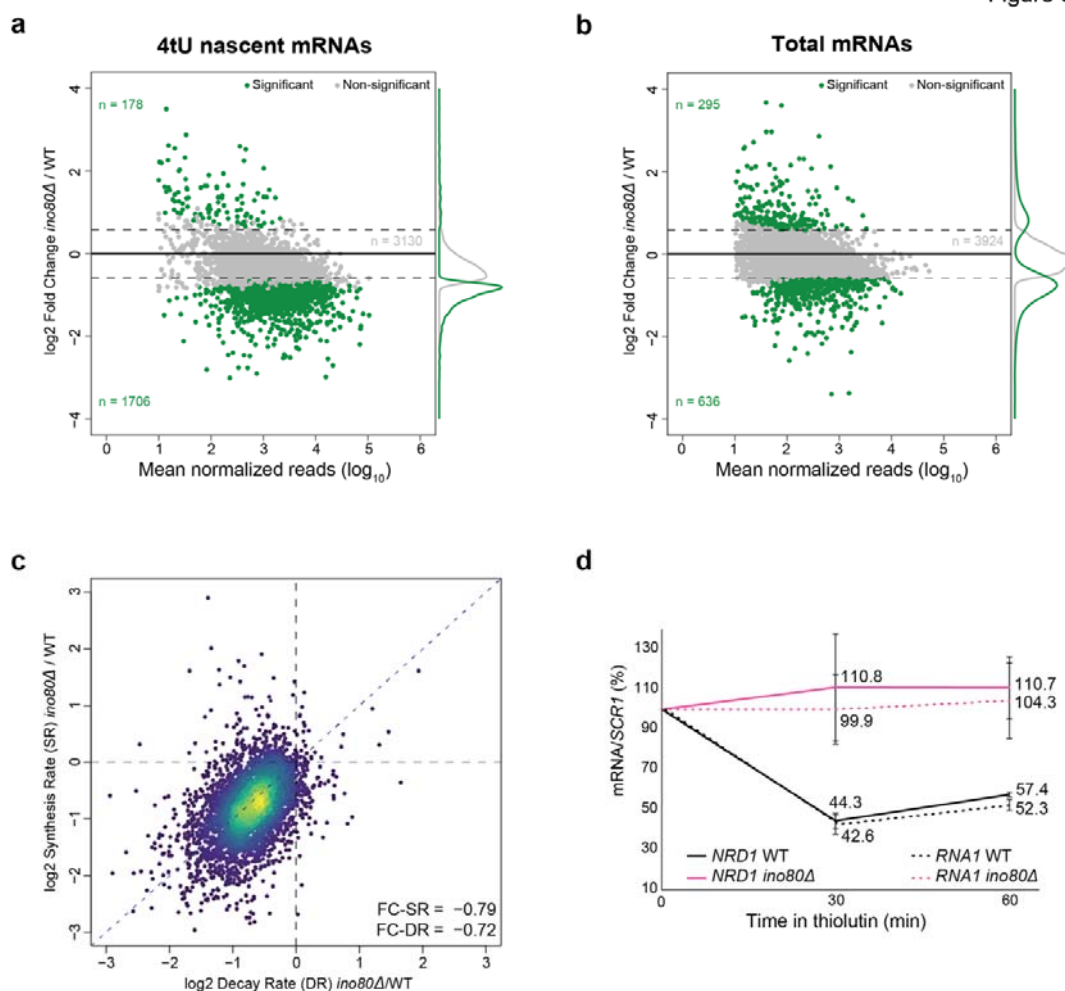 Figure
a
4tU nascent mRNAs
Significant Non-significant
n = 178
n = 3130
n = 1706
log2 Fold Change ino80Δ / WT
4
2
0
−2
−4
0 1 2 3 4 5 6
Mean normalized reads (log10)
b
Total mRNAs
Significant Non-significant
n = 295
n = 3924
n = 636
log2 Fold Change ino80Δ / WT
4
2
0
−2
−4
0 1 2 3 4 5 6
Mean normalized reads (log10)
c
log2 Synthesis Rate (SR) ino80Δ / WT
3
2
1
0
−1
−2
−3
FC-SR = −0.79
FC-DR = −0.72
−3 −2 −1 0 1 2 3
log2 Decay Rate (DR) ino80Δ/WT
d
mRNA/SCR1 (%)
130
110
90
70
50
30
10
110.8
99.9
110.7
104.3
44.3
42.6
57.4
52.3
NRD1 WT RNA1 WT
NRD1 ino80Δ RNA1 ino80Δ
0 30 60
Time in thiolutin (min)